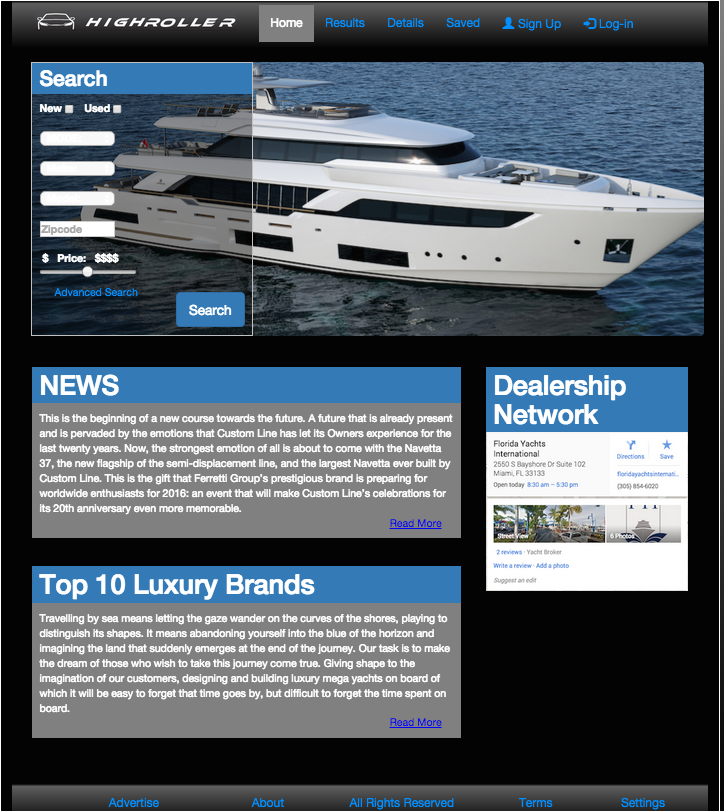 HIGHROLLER Home Results Details Saved Sign Up Log-in
Search
New Used
Zipcode
$ Price: $$$$
Advanced Search
Search
NEWS
This is the beginning of a new course towards the future. A future that is already present
and is pervaded by the emotions that Custom Line has let its Owners experience for the
last twenty years. Now, the strongest emotion of all is about to come with the Navetta
37, the new flagship of the semi-displacement line, and the largest Navetta ever built by
Custom Line. This is the gift that Ferretti Group's prestigious brand is preparing for
worldwide enthusiasts for 2016: an event that will make Custom Line's celebrations for
its 20th anniversary even more memorable.
Read More
Top 10 Luxury Brands
Travelling by sea means letting the gaze wander on the curves of the shores, playing to
distinguish its shapes. It means abandoning yourself into the blue of the horizon and
imagining the land that suddenly emerges at the end of the journey. Our task is to make
the dream of those who wish to take this journey come true. Giving shape to the
imagination of our customers, designing and building luxury mega yachts on board of
which it will be easy to forget that time goes by, but difficult to forget the time spent on
board.
Read More
Dealership
Network
Florida Yachts
International
2550 S Bayshore Dr Suite 102
Miami, FL 33133
Open today 8:30 am – 5:30 pm
Directions Save
floridayachtsinternati...
(305) 854-6020
Street View 6 Photos
2 reviews · Yacht Broker
Write a review · Add a photo
Suggest an edit
Advertise About All Rights Reserved Terms Settings